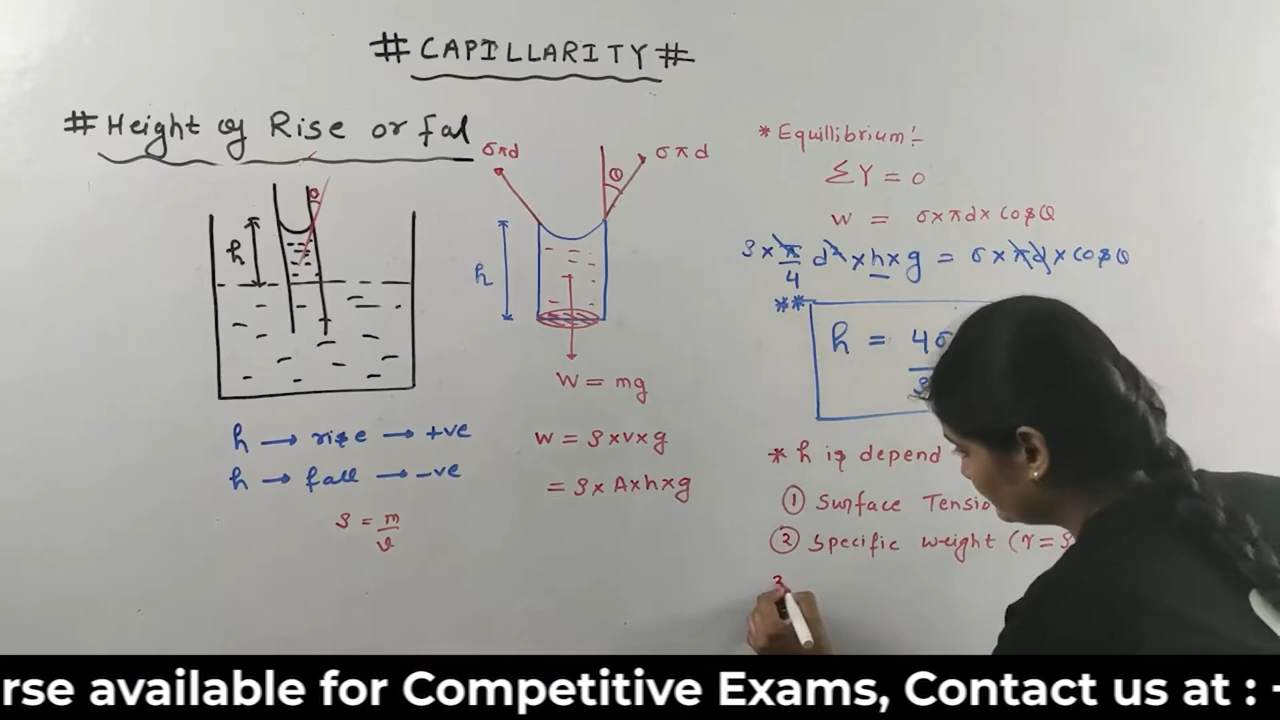 # CAPILLARITY #
# Height of Rise or fal
θ
h
σπd
σπd
θ
h
W = mg
W = ρ×v×g
= ρ× A×h×g
h → rise → +ve
h → fall → -ve
ρ = m/v
* Equilibrium:-
ΣY = 0
W = σ×πd× cosθ
ρ × π/4 d² × h × g = σ × πd × cosθ
**
h = 4σ
ρ
* h is depend
① Surface Tensio
② Specific weight (γ = ρ
3
rse available for Competitive Exams, Contact us at : -